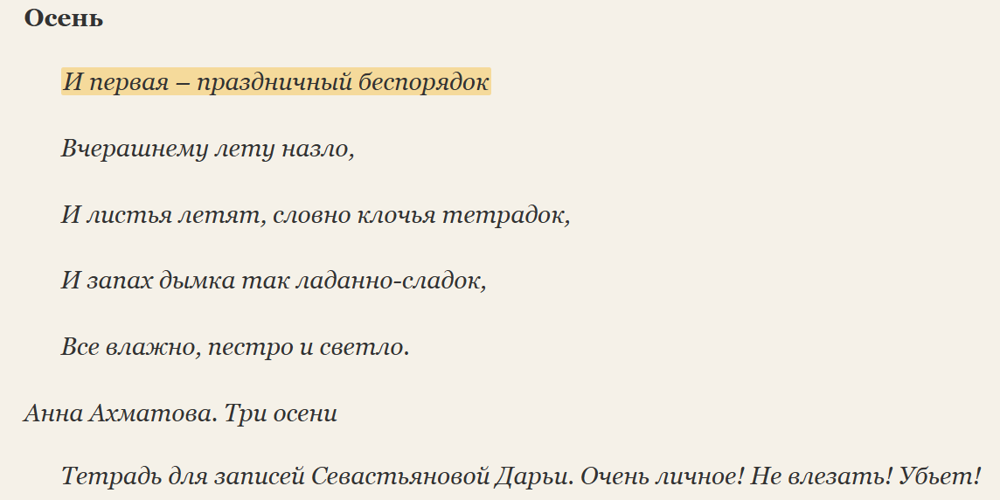 Осень
И первая – праздничный беспорядок
Вчерашнему лету назло,
И листья летят, словно клочья тетрадок,
И запах дымка так ладанно-сладок,
Все влажно, пестро и светло.
Анна Ахматова. Три осени
Тетрадь для записей Севастьяновой Дарьи. Очень личное! Не влезать! Убьет!